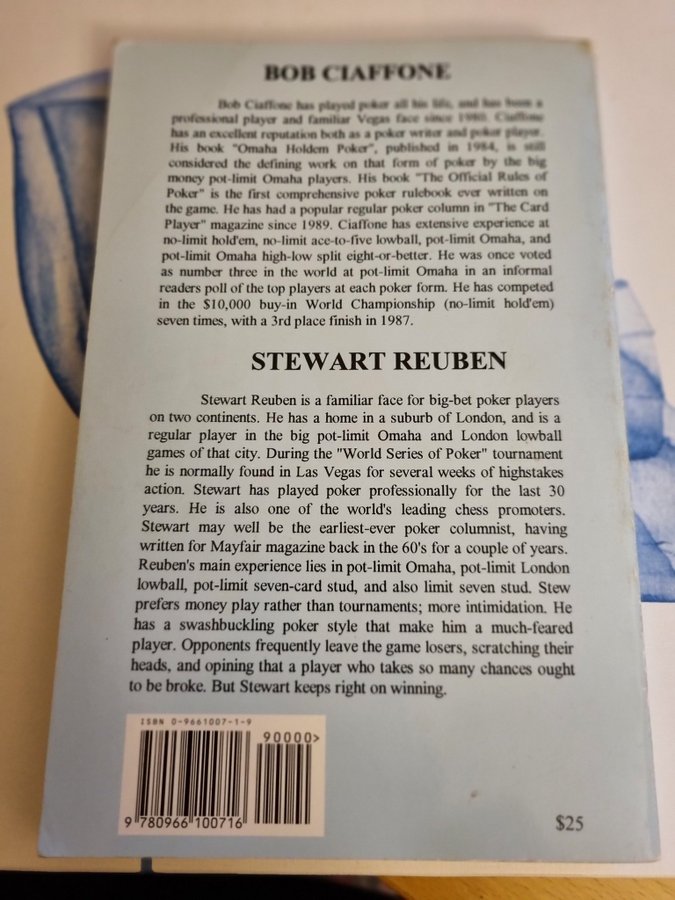 BOB CIAFFONE
Bob Ciaffone has played poker all his life, and has been a
professional player and familiar Vegas face since 1980. Ciaffone
has an excellent reputation both as a poker writer and poker player.
His book "Omaha Holdem Poker", published in 1984, is still
considered the defining work on that form of poker by the big
money pot-limit Omaha players. His book "The Official Rules of
Poker" is the first comprehensive poker rulebook ever written on
the game. He has had a popular regular poker column in "The Card
Player" magazine since 1989. Ciaffone has extensive experience at
no-limit hold'em, no-limit ace-to-five lowball, pot-limit Omaha, and
pot-limit Omaha high-low split eight-or-better. He was once voted
as number three in the world at pot-limit Omaha in an informal
readers poll of the top players at each poker form. He has competed
in the $10,000 buy-in World Championship (no-limit hold'em)
seven times, with a 3rd place finish in 1987.
STEWART REUBEN
Stewart Reuben is a familiar face for big-bet poker players
on two continents. He has a home in a suburb of London, and is a
regular player in the big pot-limit Omaha and London lowball
games of that city. During the "World Series of Poker" tournament
he is normally found in Las Vegas for several weeks of highstakes
action. Stewart has played poker professionally for the last 30
years. He is also one of the world's leading chess promoters.
Stewart may well be the earliest-ever poker columnist, having
written for Mayfair magazine back in the 60's for a couple of years.
Reuben's main experience lies in pot-limit Omaha, pot-limit London
lowball, pot-limit seven-card stud, and also limit seven stud. Stew
prefers money play rather than tournaments; more intimidation. He
has a swashbuckling poker style that make him a much-feared
player. Opponents frequently leave the game losers, scratching their
heads, and opining that a player who takes so many chances ought
to be broke. But Stewart keeps right on winning.
ISBN 0-9661007-1-9
90000>
9 780966 100716
$25